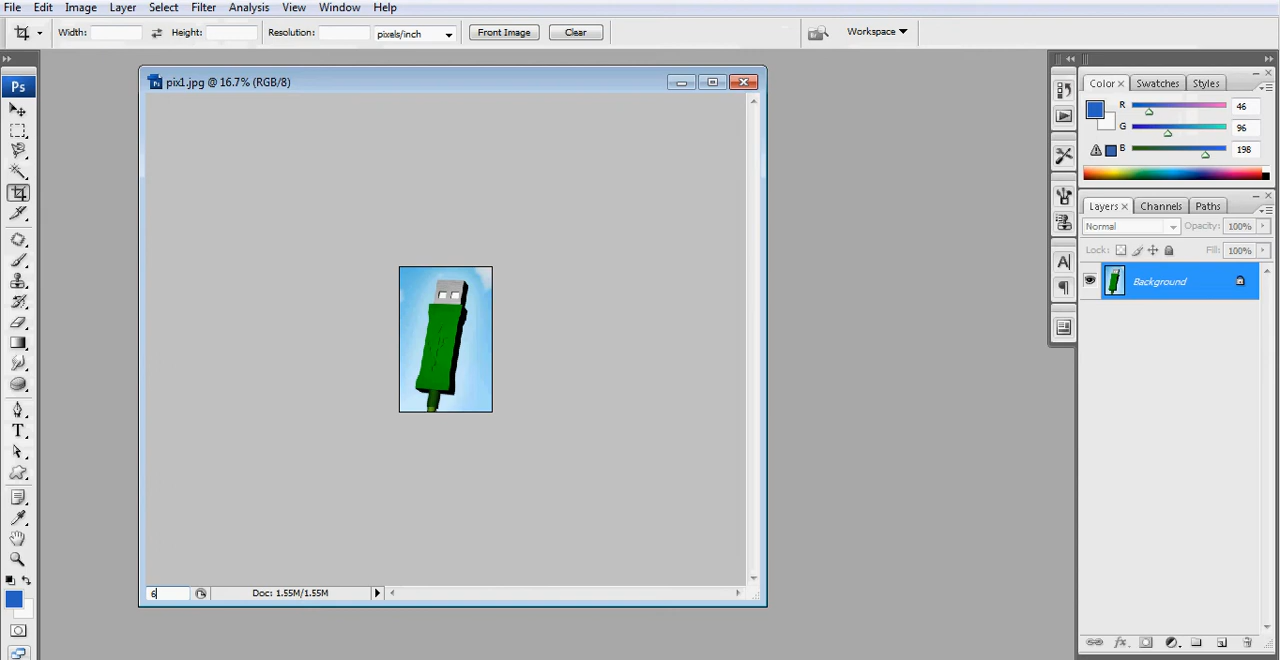 File Edit Image Layer Select Filter Analysis View Window Help
Width: Height: Resolution: pixels/inch Front Image Clear Workspace
Ps pix1.jpg @ 16.7% (RGB/8)
Color Swatches Styles
R 46
G 96
B 198
Layers Channels Paths
Normal Opacity: 100%
Lock: Fill: 100%
Background
T
A
6 Doc: 1.55M/1.55M